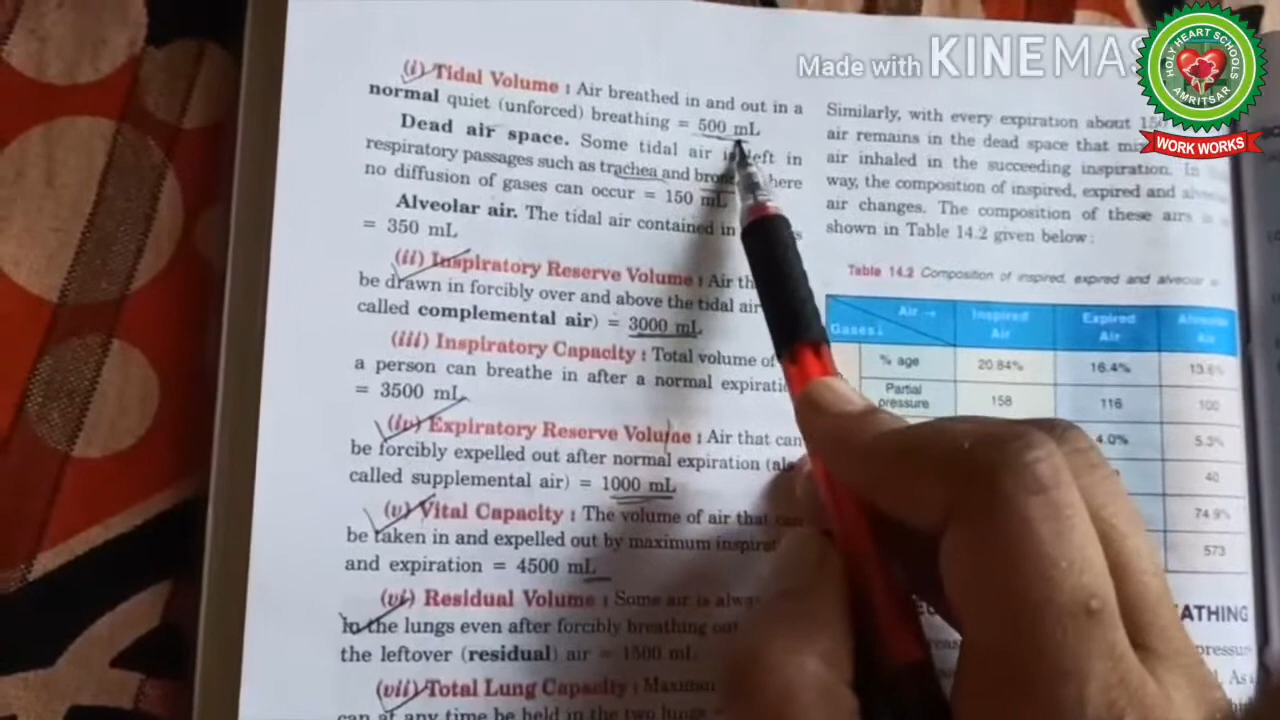 Made with KINEMAS
HOLY HEART SCHOOLS
AMRITSAR
WORK WORKS
(i) Tidal Volume : Air breathed in and out in a
normal quiet (unforced) breathing = 500 mL
Dead air space. Some tidal air is left in
respiratory passages such as trachea and here
no diffusion of gases can occur = 150 mL
Alveolar air. The tidal air contained in
= 350 mL
(ii) Inspiratory Reserve Volume : Air
be drawn in forcibly over and above the tidal air
called complemental air) = 3000 mL
(iii) Inspiratory Capacity : Total volume of
a person can breathe in after a normal
= 3500 mL
(iv) Expiratory Reserve Volume : Air that can
be forcibly expelled out after normal expiration
called supplemental air) = 1000 mL
(v) Vital Capacity : The volume of air that can
be taken in and expelled out by maximum
and expiration = 4500 mL
(vi) Residual Volume : Some air is
in the lungs even after forcibly breathing out
the leftover (residual) air = 1500 mL
(vii) Total Lung Capacity :
can at any time be held in the two lungs
Similarly, with every expiration about
air remains in the dead space that
air inhaled in the succeeding inspiration. In
way, the composition of inspired, expired and
air changes. The composition of these airs is
shown in Table 14.2 given below :
Table 14.2 Composition of inspired, expired and alveolar
Air → Inspired Air Expired Air Alveolar Air
Gases↓
% age 20.84% 16.4% 13.6%
Partial pressure 158 116 100
4.0% 5.3%
40
74.9%
573
ATHING